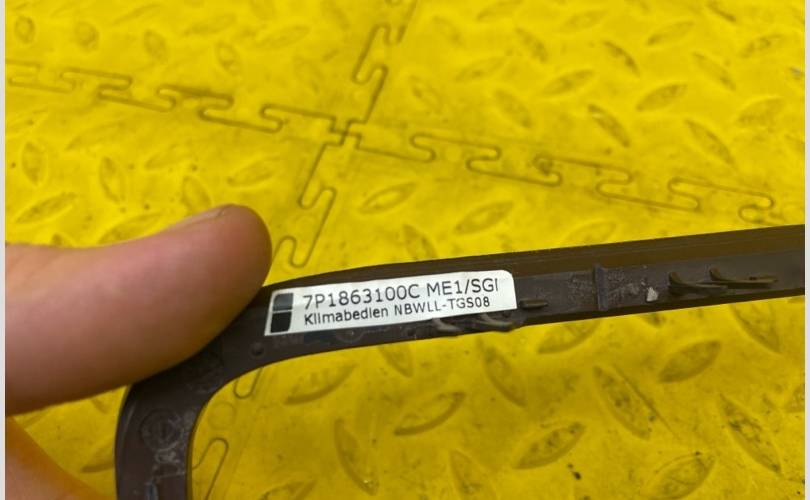 7P1863100C ME1/SGI
Klimabedien NBWLL-TGS08